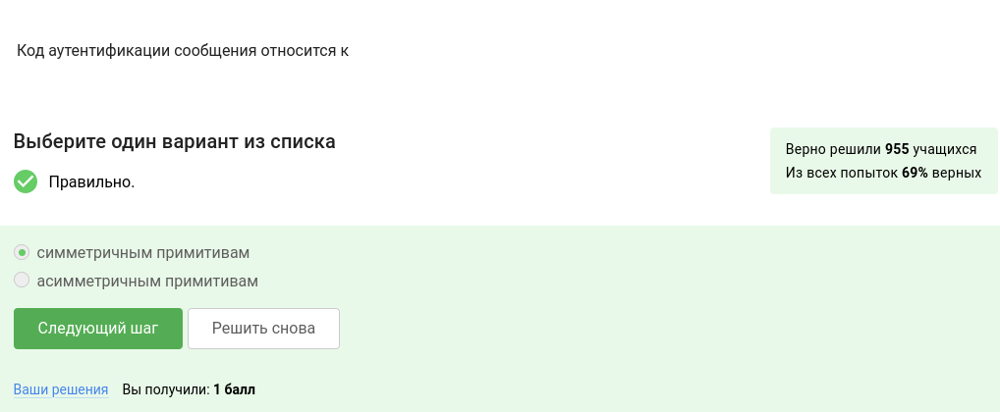 Код аутентификации сообщения относится к
Выберите один вариант из списка
Верно решили 955 учащихся
Из всех попыток 69% верных
Правильно.
симметричным примитивам
асимметричным примитивам
Следующий шаг
Решить снова
Ваши решения
Вы получили: 1 балл